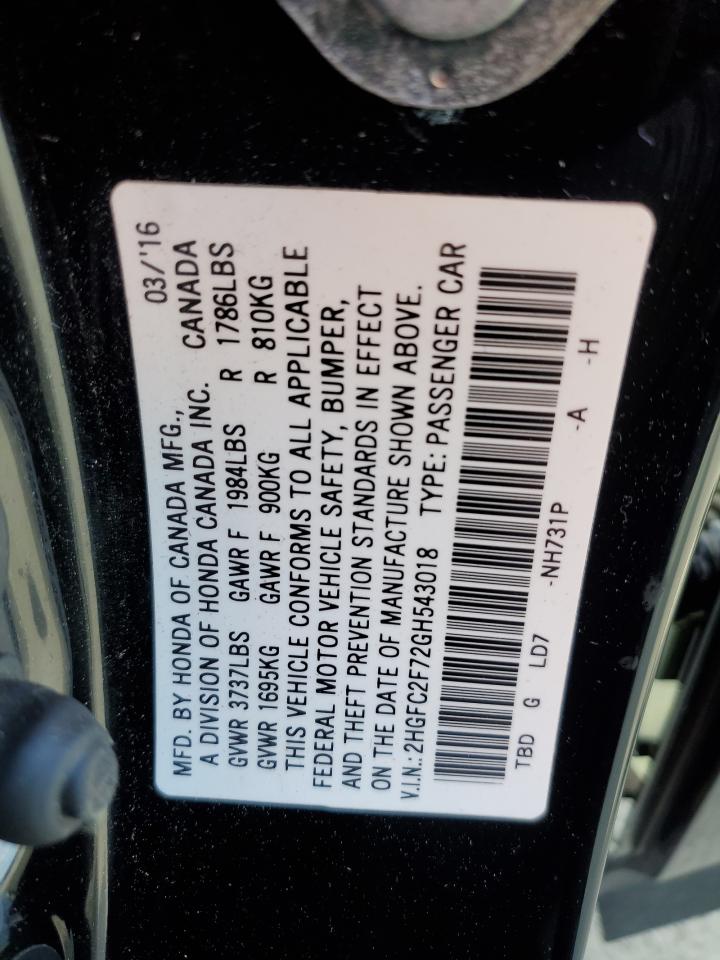 MFD. BY HONDA OF CANADA MFG., 03/'16
A DIVISION OF HONDA CANADA INC. CANADA
GVWR 3737LBS GAWR F 1984LBS R 1786LBS
GVWR 1695KG GAWR F 900KG R 810KG
THIS VEHICLE CONFORMS TO ALL APPLICABLE
FEDERAL MOTOR VEHICLE SAFETY, BUMPER,
AND THEFT PREVENTION STANDARDS IN EFFECT
ON THE DATE OF MANUFACTURE SHOWN ABOVE.
V.I.N.: 2HGFC2F72GH543018 TYPE: PASSENGER CAR
TBD G LD7 -NH731P -A -H